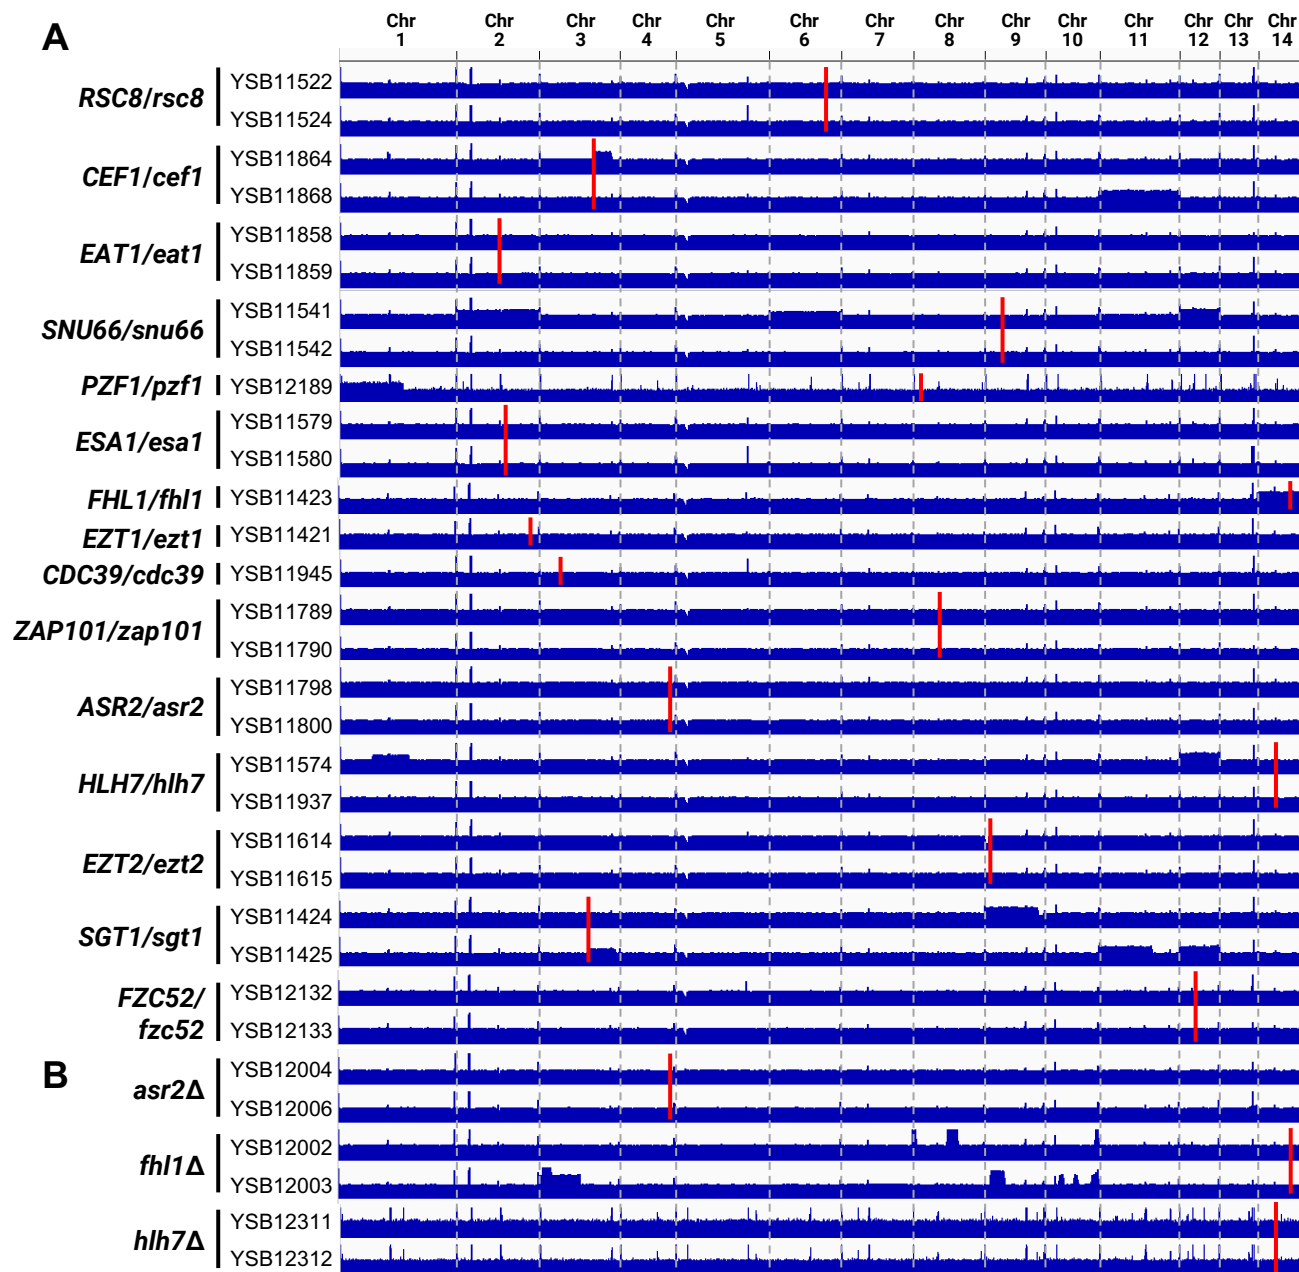 A
Chr Chr Chr Chr Chr Chr Chr Chr Chr Chr Chr Chr Chr Chr
1 2 3 4 5 6 7 8 9 10 11 12 13 14
RSC8/rsc8
YSB11522
YSB11524
CEF1/cef1
YSB11864
YSB11868
EAT1/eat1
YSB11858
YSB11859
SNU66/snu66
YSB11541
YSB11542
PZF1/pzf1 YSB12189
ESA1/esa1
YSB11579
YSB11580
FHL1/fhl1 YSB11423
EZT1/ezt1 YSB11421
CDC39/cdc39 YSB11945
ZAP101/zap101
YSB11789
YSB11790
ASR2/asr2
YSB11798
YSB11800
HLH7/hlh7
YSB11574
YSB11937
EZT2/ezt2
YSB11614
YSB11615
SGT1/sgt1
YSB11424
YSB11425
FZC52/
fzc52
YSB12132
YSB12133
B
asr2Δ
YSB12004
YSB12006
fhl1Δ
YSB12002
YSB12003
hlh7Δ
YSB12311
YSB12312